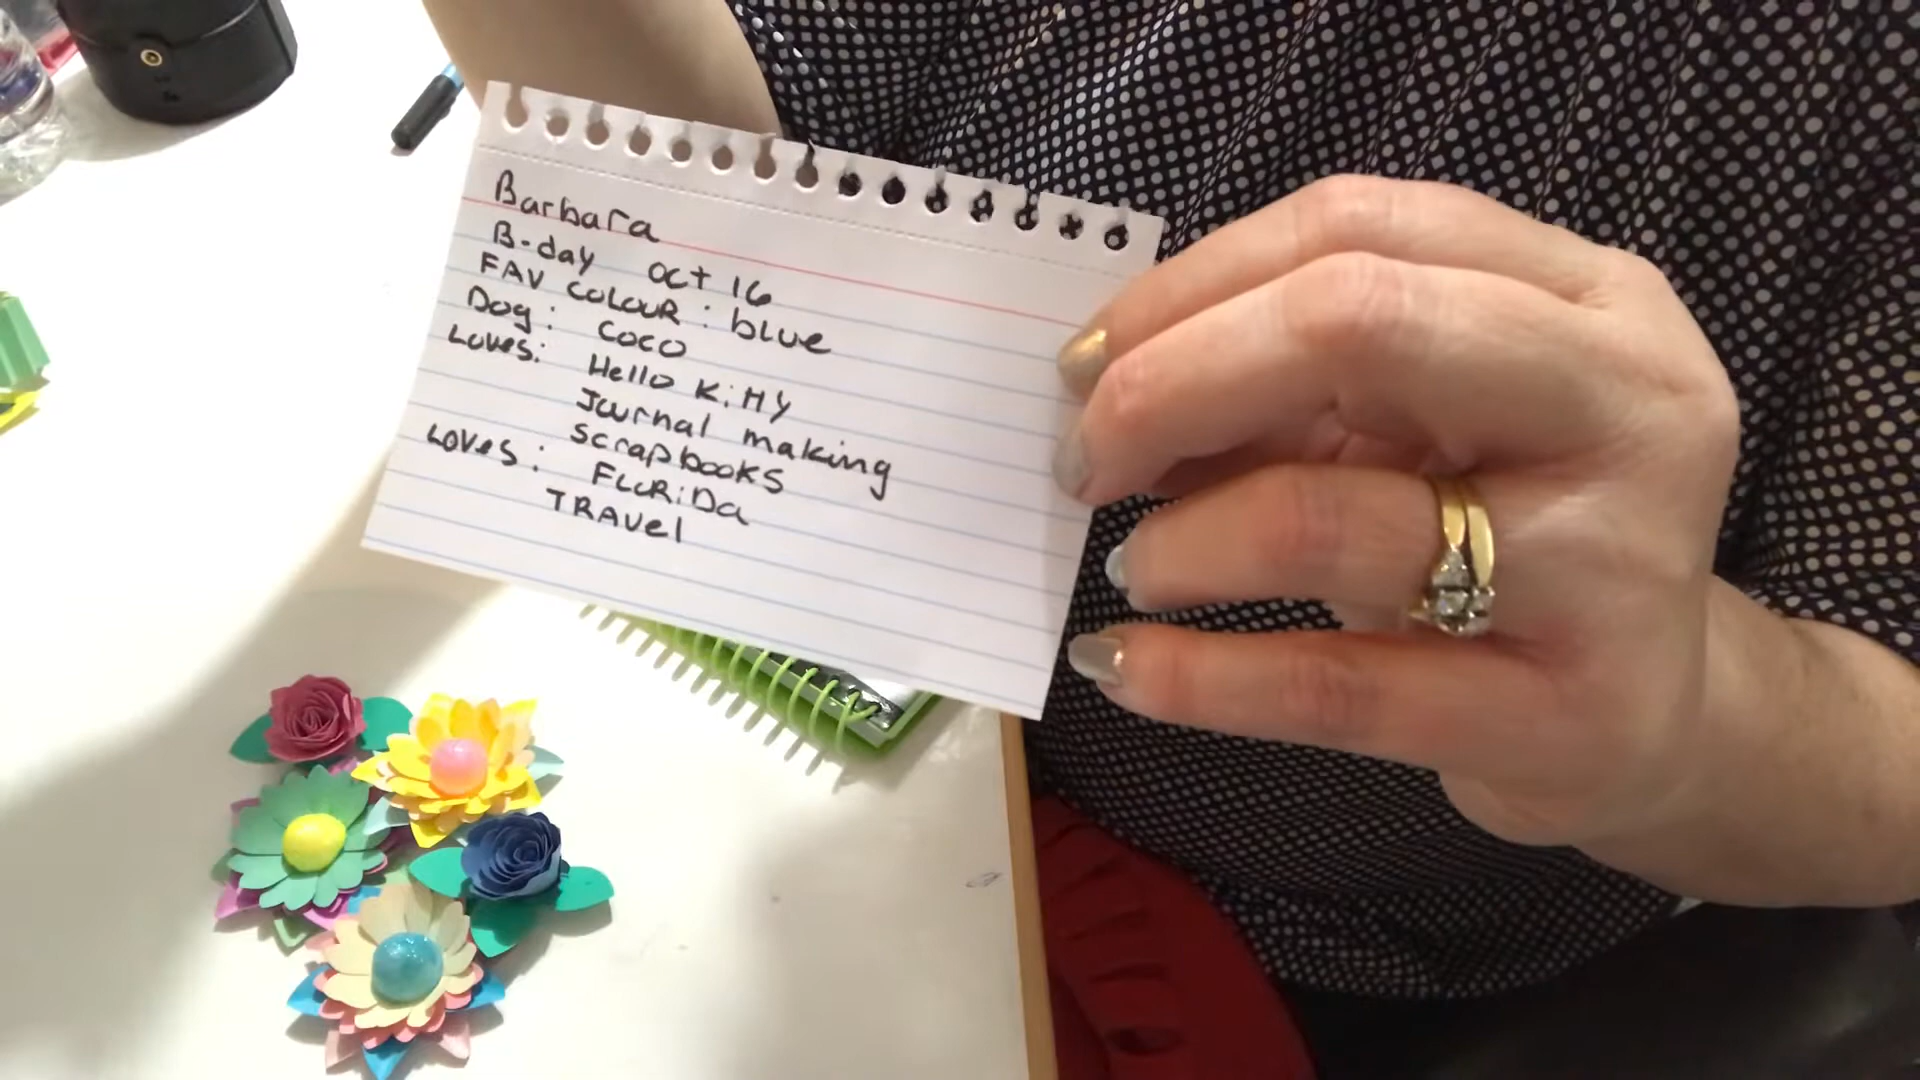 Barbara
B-day Oct 16
FAV COLOUR : blue
Dog : COCO
Loves: Hello Kitty
Journal making
scrapbooks
Loves : FLORiDa
TRAVel